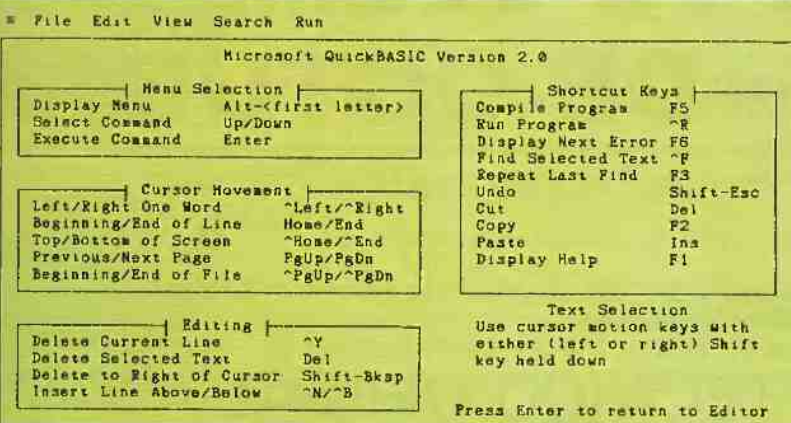 ≡ File Edit View Search Run
Microsoft QuickBASIC Version 2.0
Menu Selection
Display Menu Alt-<first letter>
Select Command Up/Down
Execute Command Enter
Cursor Movement
Left/Right One Word ^Left/^Right
Beginning/End of Line Home/End
Top/Bottom of Screen ^Home/^End
Previous/Next Page PgUp/PgDn
Beginning/End of File ^PgUp/^PgDn
Editing
Delete Current Line ^Y
Delete Selected Text Del
Delete to Right of Cursor Shift-Bksp
Insert Line Above/Below ^N/^B
Shortcut Keys
Compile Program F5
Run Program ^R
Display Next Error F6
Find Selected Text ^F
Repeat Last Find F3
Undo Shift-Esc
Cut Del
Copy F2
Paste Ins
Display Help F1
Text Selection
Use cursor motion keys with
either (left or right) Shift
key held down
Press Enter to return to Editor